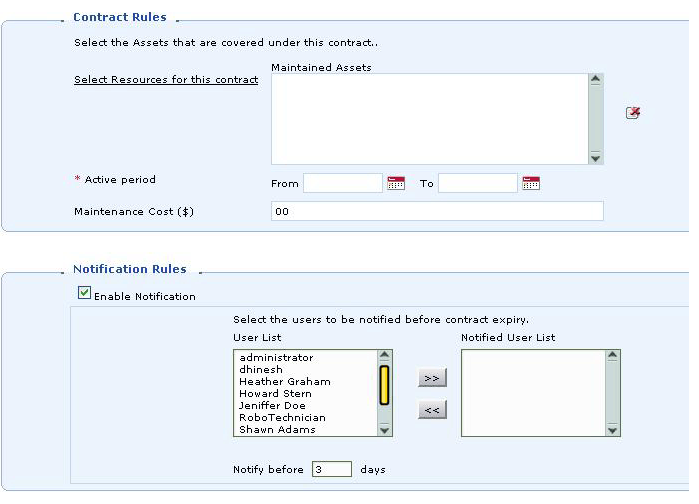 Contract Rules
Select the Assets that are covered under this contract..
Maintained Assets
Select Resources for this contract
* Active period
From To
Maintenance Cost ($) 00
Notification Rules
Enable Notification
Select the users to be notified before contract expiry.
User List Notified User List
administrator
dhinesh
Heather Graham
Howard Stern
Jeniffer Doe
RoboTechnician
Shawn Adams
>>
<<
Notify before 3 days